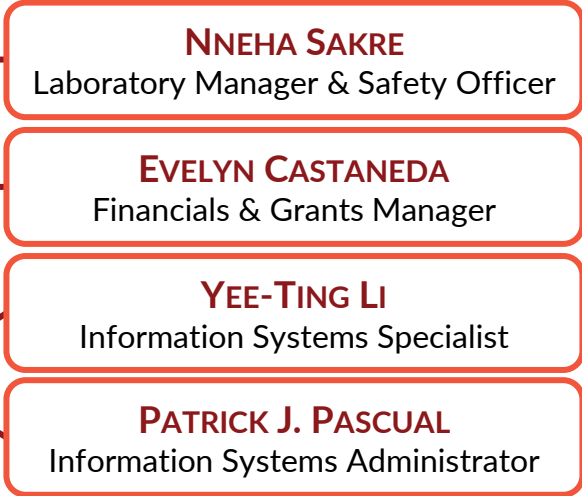 Nneha Sakre
Laboratory Manager & Safety Officer
Evelyn Castaneda
Financials & Grants Manager
Yee-Ting Li
Information Systems Specialist
Patrick J. Pascual
Information Systems Administrator